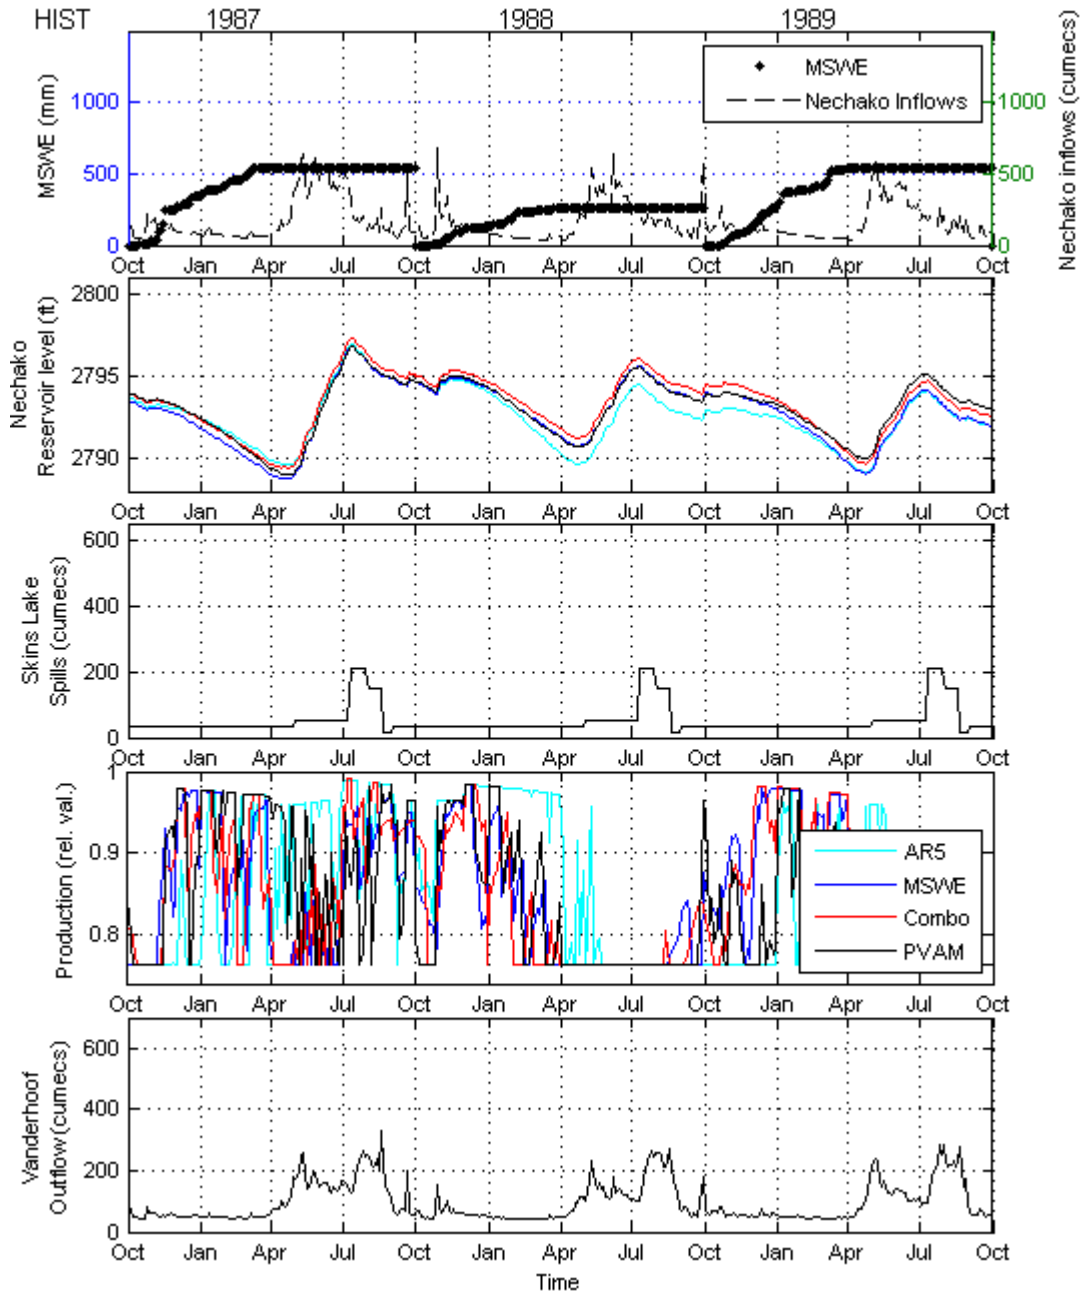 HIST 1987 1988 1989
MSWE (mm)
1000
500
0
MSWE
Nechako Inflows
1000
500
0
Nechako inflows (cumecs)
Oct Jan Apr Jul Oct Jan Apr Jul Oct Jan Apr Jul Oct
Nechako
Reservoir level (ft)
2800
2795
2790
Oct Jan Apr Jul Oct Jan Apr Jul Oct Jan Apr Jul Oct
Skins Lake
Spills (cumecs)
600
400
200
0
Oct Jan Apr Jul Oct Jan Apr Jul Oct Jan Apr Jul Oct
Production (rel. val.)
1
0.9
0.8
AR5
MSWE
Combo
PVAM
Oct Jan Apr Jul Oct Jan Apr Jul Oct Jan Apr Jul Oct
Vanderhoof
Outflow (cumecs)
600
400
200
0
Oct Jan Apr Jul Oct Jan Apr Jul Oct Jan Apr Jul Oct
Time